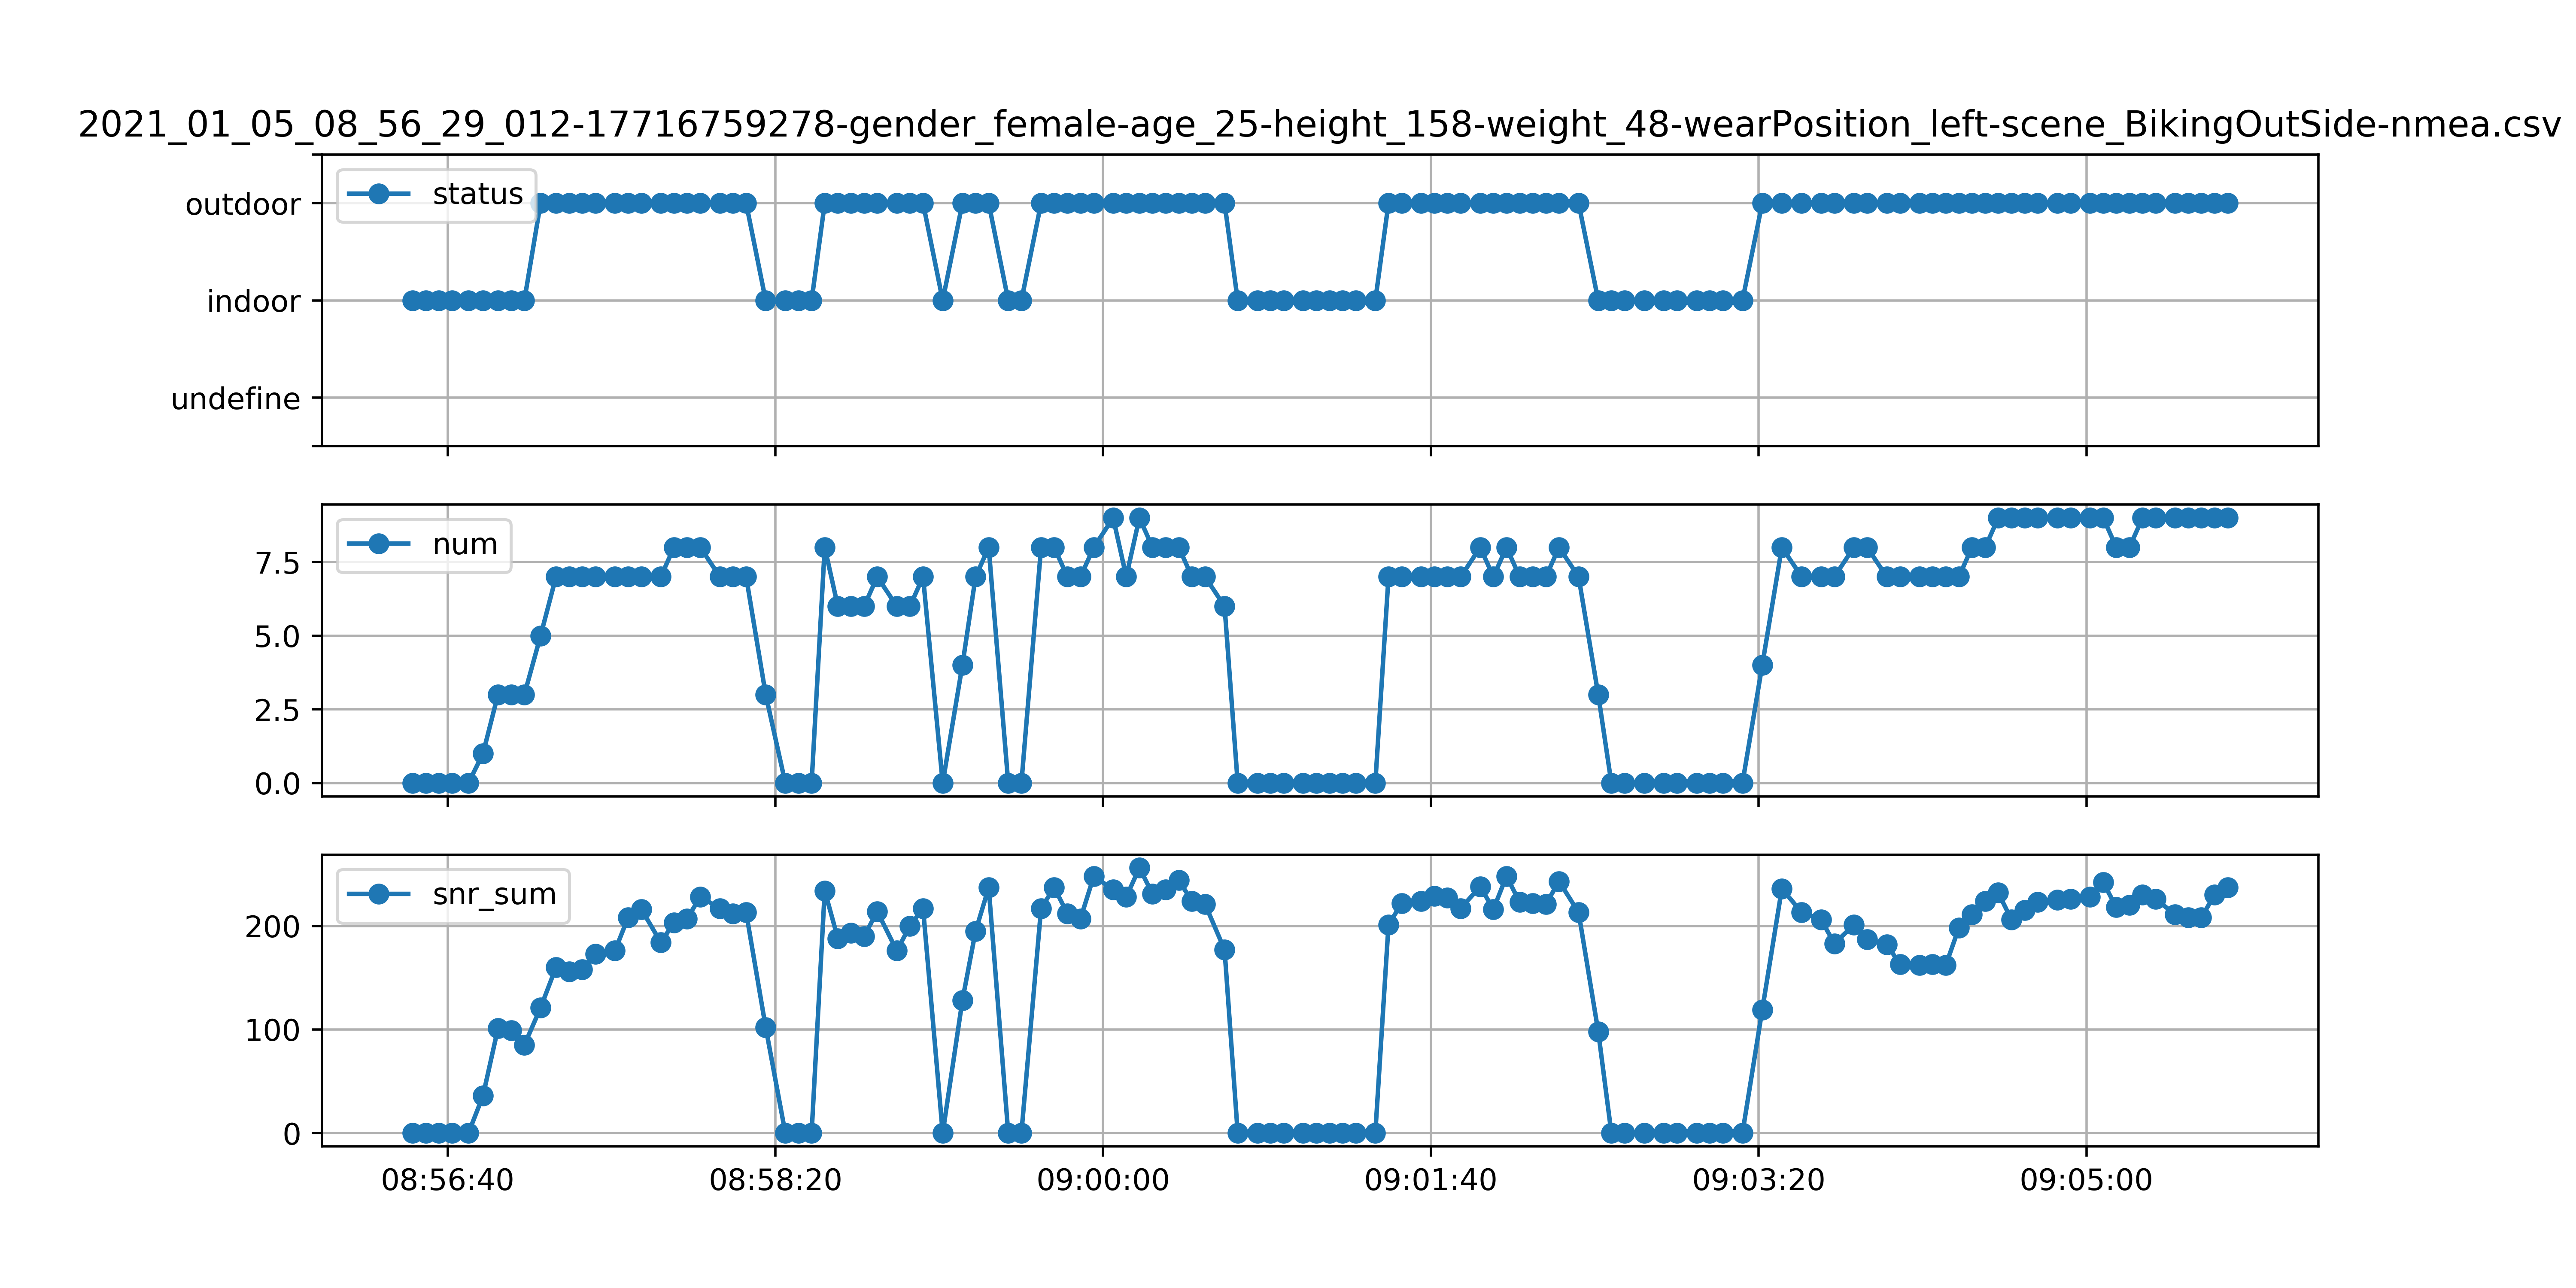 2021_01_05_08_56_29_012-17716759278-gender_female-age_25-height_158-weight_48-wearPosition_left-scene_BikingOutSide-nmea.csv
status
outdoor
indoor
undefine
num
7.5
5.0
2.5
0.0
snr_sum
200
100
0
08:56:40 08:58:20 09:00:00 09:01:40 09:03:20 09:05:00